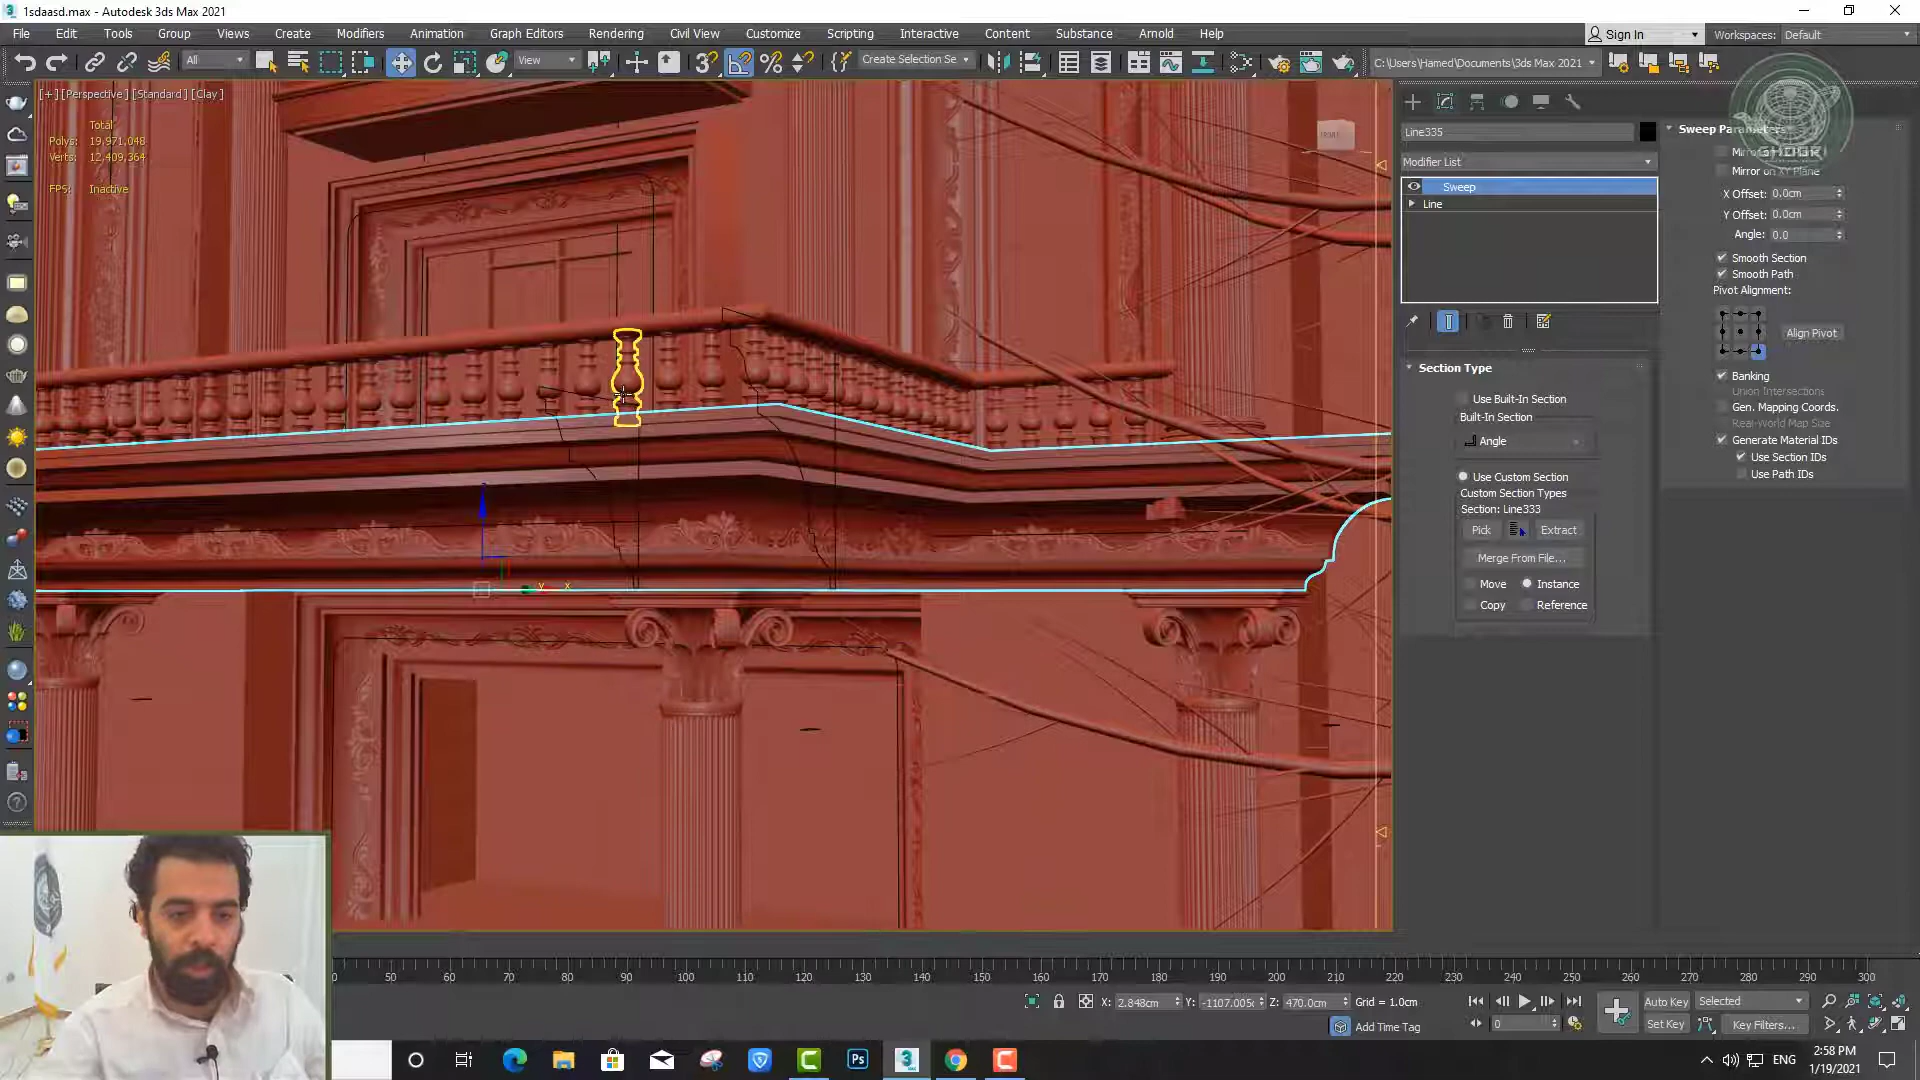 1sdaasd.max - Autodesk 3ds Max 2021
File Edit Tools Group Views Create Modifiers Animation Graph Editors Rendering Civil View Customize Scripting Interactive Content Substance Arnold Help
Sign In
Workspaces: Default
All
View
Create Selection Se
C:\Users\Hamed\Documents\3ds Max 2021
[+][Perspective][Standard][Clay]
Total
Polys: 19,971,048
Verts: 12,409,364
FPS: Inactive
Line335
Modifier List
Sweep
Line
Section Type
Use Built-In Section
Built-In Section
Angle
Use Custom Section
Custom Section Types
Section: Line333
Pick Extract
Merge From File...
Move Instance
Copy Reference
Sweep Parameters
Mirror on XY Plane
X Offset: 0.0cm
Y Offset: 0.0cm
Angle: 0.0
Smooth Section
Smooth Path
Pivot Alignment:
Align Pivot
Banking
Union Intersections
Gen. Mapping Coords.
Real-World Map Size
Generate Material IDs
Use Section IDs
Use Path IDs
0 50 60 70 80 90 100 110 120 130 140 150 160 170 180 190 200 210 220 230 240 250 260 270 280 290 300
X: 2.848cm Y: -1107.005c Z: 470.0cm Grid = 1.0cm
Add Time Tag
0
Auto Key Selected
Set Key Key Filters...
ENG
2:58 PM
1/19/2021